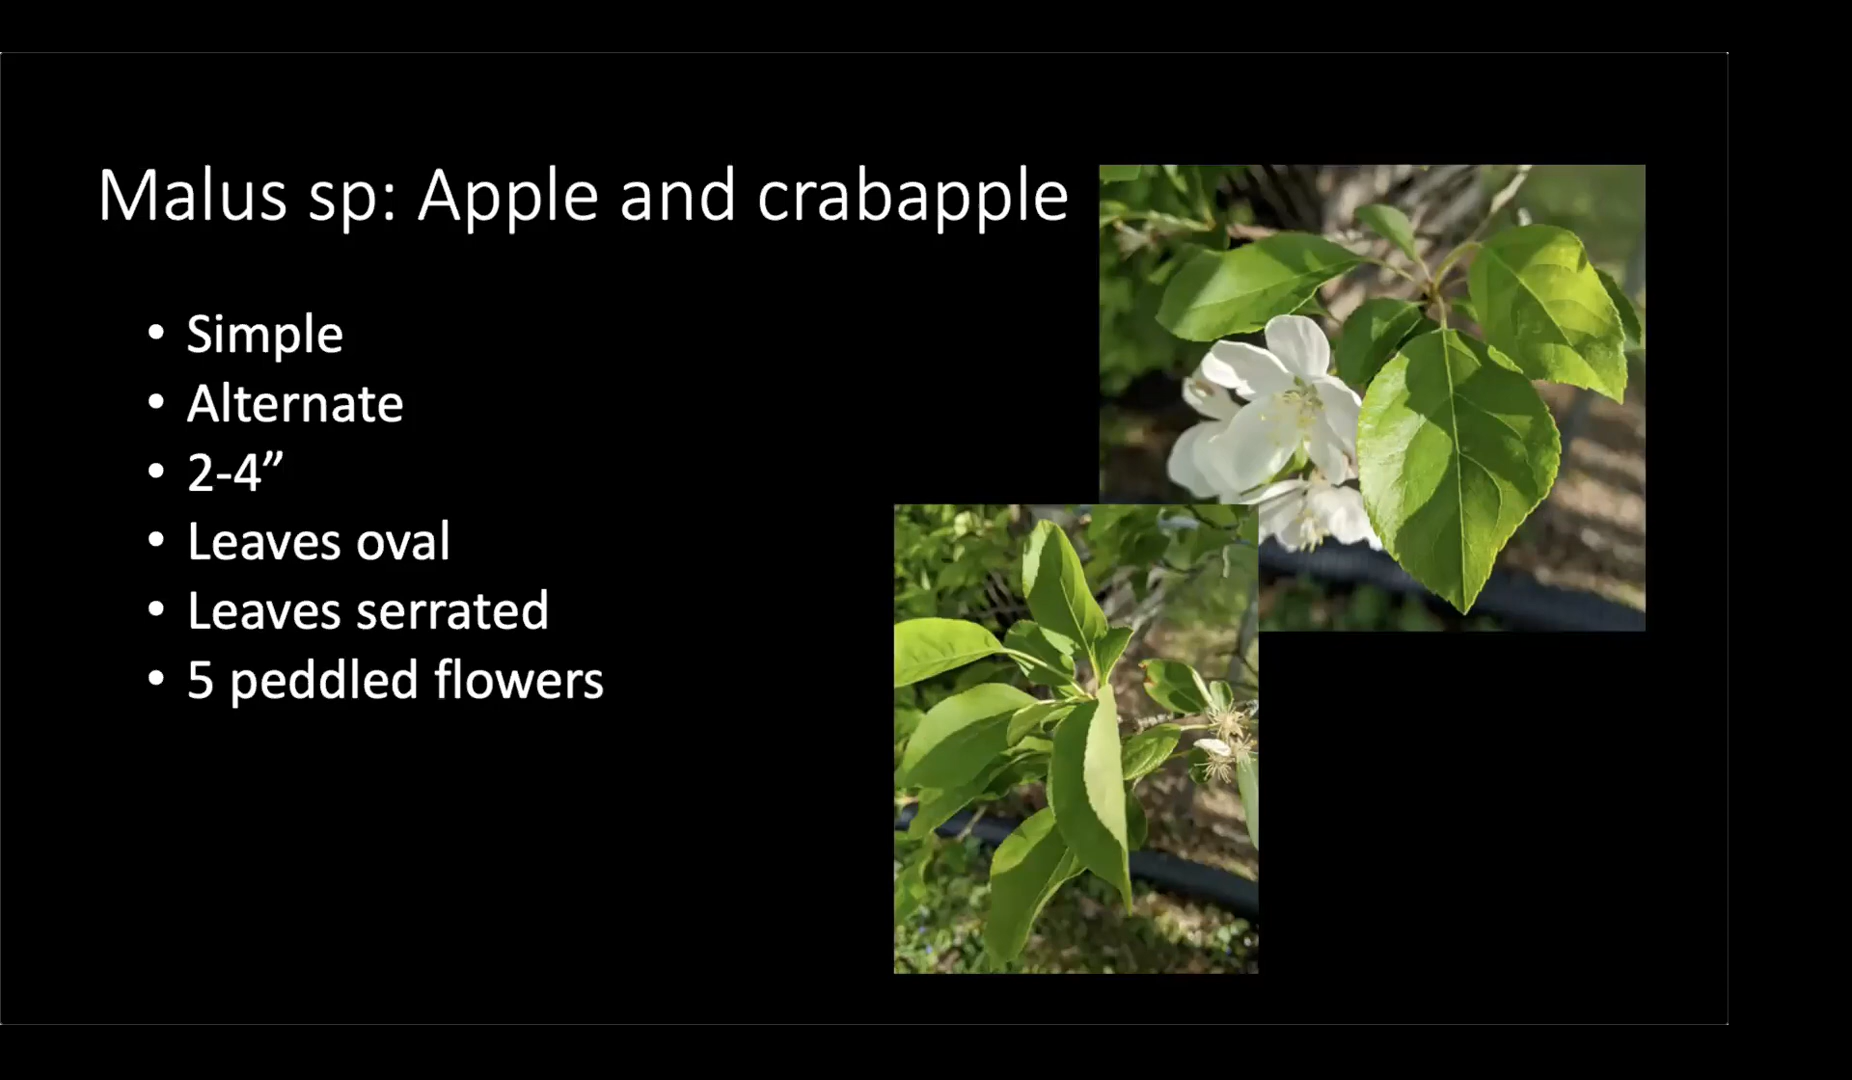 Malus sp: Apple and crabapple
• Simple
• Alternate
• 2-4”
• Leaves oval
• Leaves serrated
• 5 peddled flowers